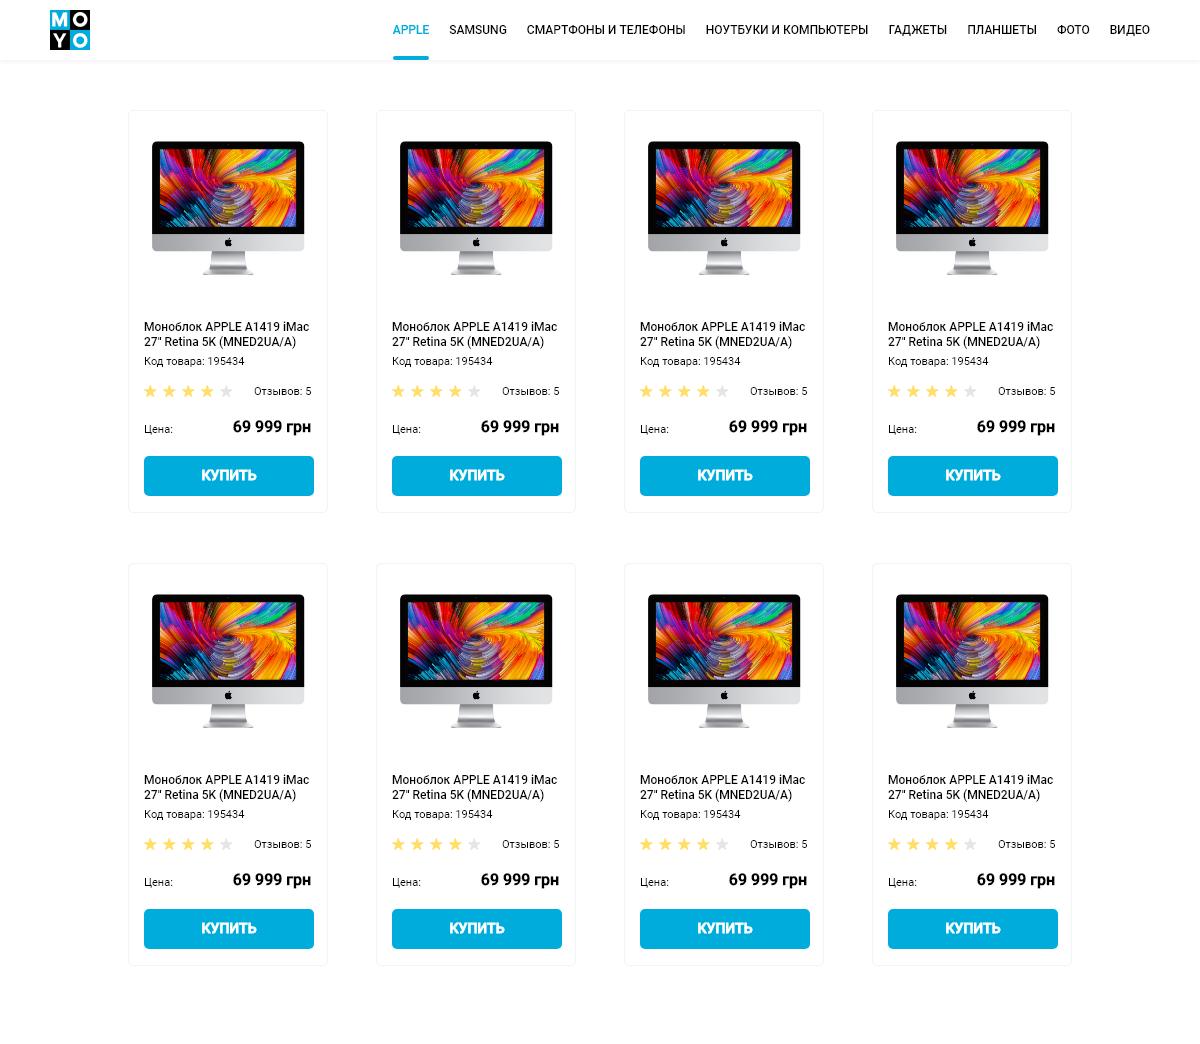 MO
YO
APPLE SAMSUNG СМАРТФОНЫ И ТЕЛЕФОНЫ НОУТБУКИ И КОМПЬЮТЕРЫ ГАДЖЕТЫ ПЛАНШЕТЫ ФОТО ВИДЕО
Моноблок APPLE A1419 iMac
27" Retina 5K (MNED2UA/A)
Код товара: 195434
Отзывов: 5
Цена: 69 999 грн
КУПИТЬ
Моноблок APPLE A1419 iMac
27" Retina 5K (MNED2UA/A)
Код товара: 195434
Отзывов: 5
Цена: 69 999 грн
КУПИТЬ
Моноблок APPLE A1419 iMac
27" Retina 5K (MNED2UA/A)
Код товара: 195434
Отзывов: 5
Цена: 69 999 грн
КУПИТЬ
Моноблок APPLE A1419 iMac
27" Retina 5K (MNED2UA/A)
Код товара: 195434
Отзывов: 5
Цена: 69 999 грн
КУПИТЬ
Моноблок APPLE A1419 iMac
27" Retina 5K (MNED2UA/A)
Код товара: 195434
Отзывов: 5
Цена: 69 999 грн
КУПИТЬ
Моноблок APPLE A1419 iMac
27" Retina 5K (MNED2UA/A)
Код товара: 195434
Отзывов: 5
Цена: 69 999 грн
КУПИТЬ
Моноблок APPLE A1419 iMac
27" Retina 5K (MNED2UA/A)
Код товара: 195434
Отзывов: 5
Цена: 69 999 грн
КУПИТЬ
Моноблок APPLE A1419 iMac
27" Retina 5K (MNED2UA/A)
Код товара: 195434
Отзывов: 5
Цена: 69 999 грн
КУПИТЬ